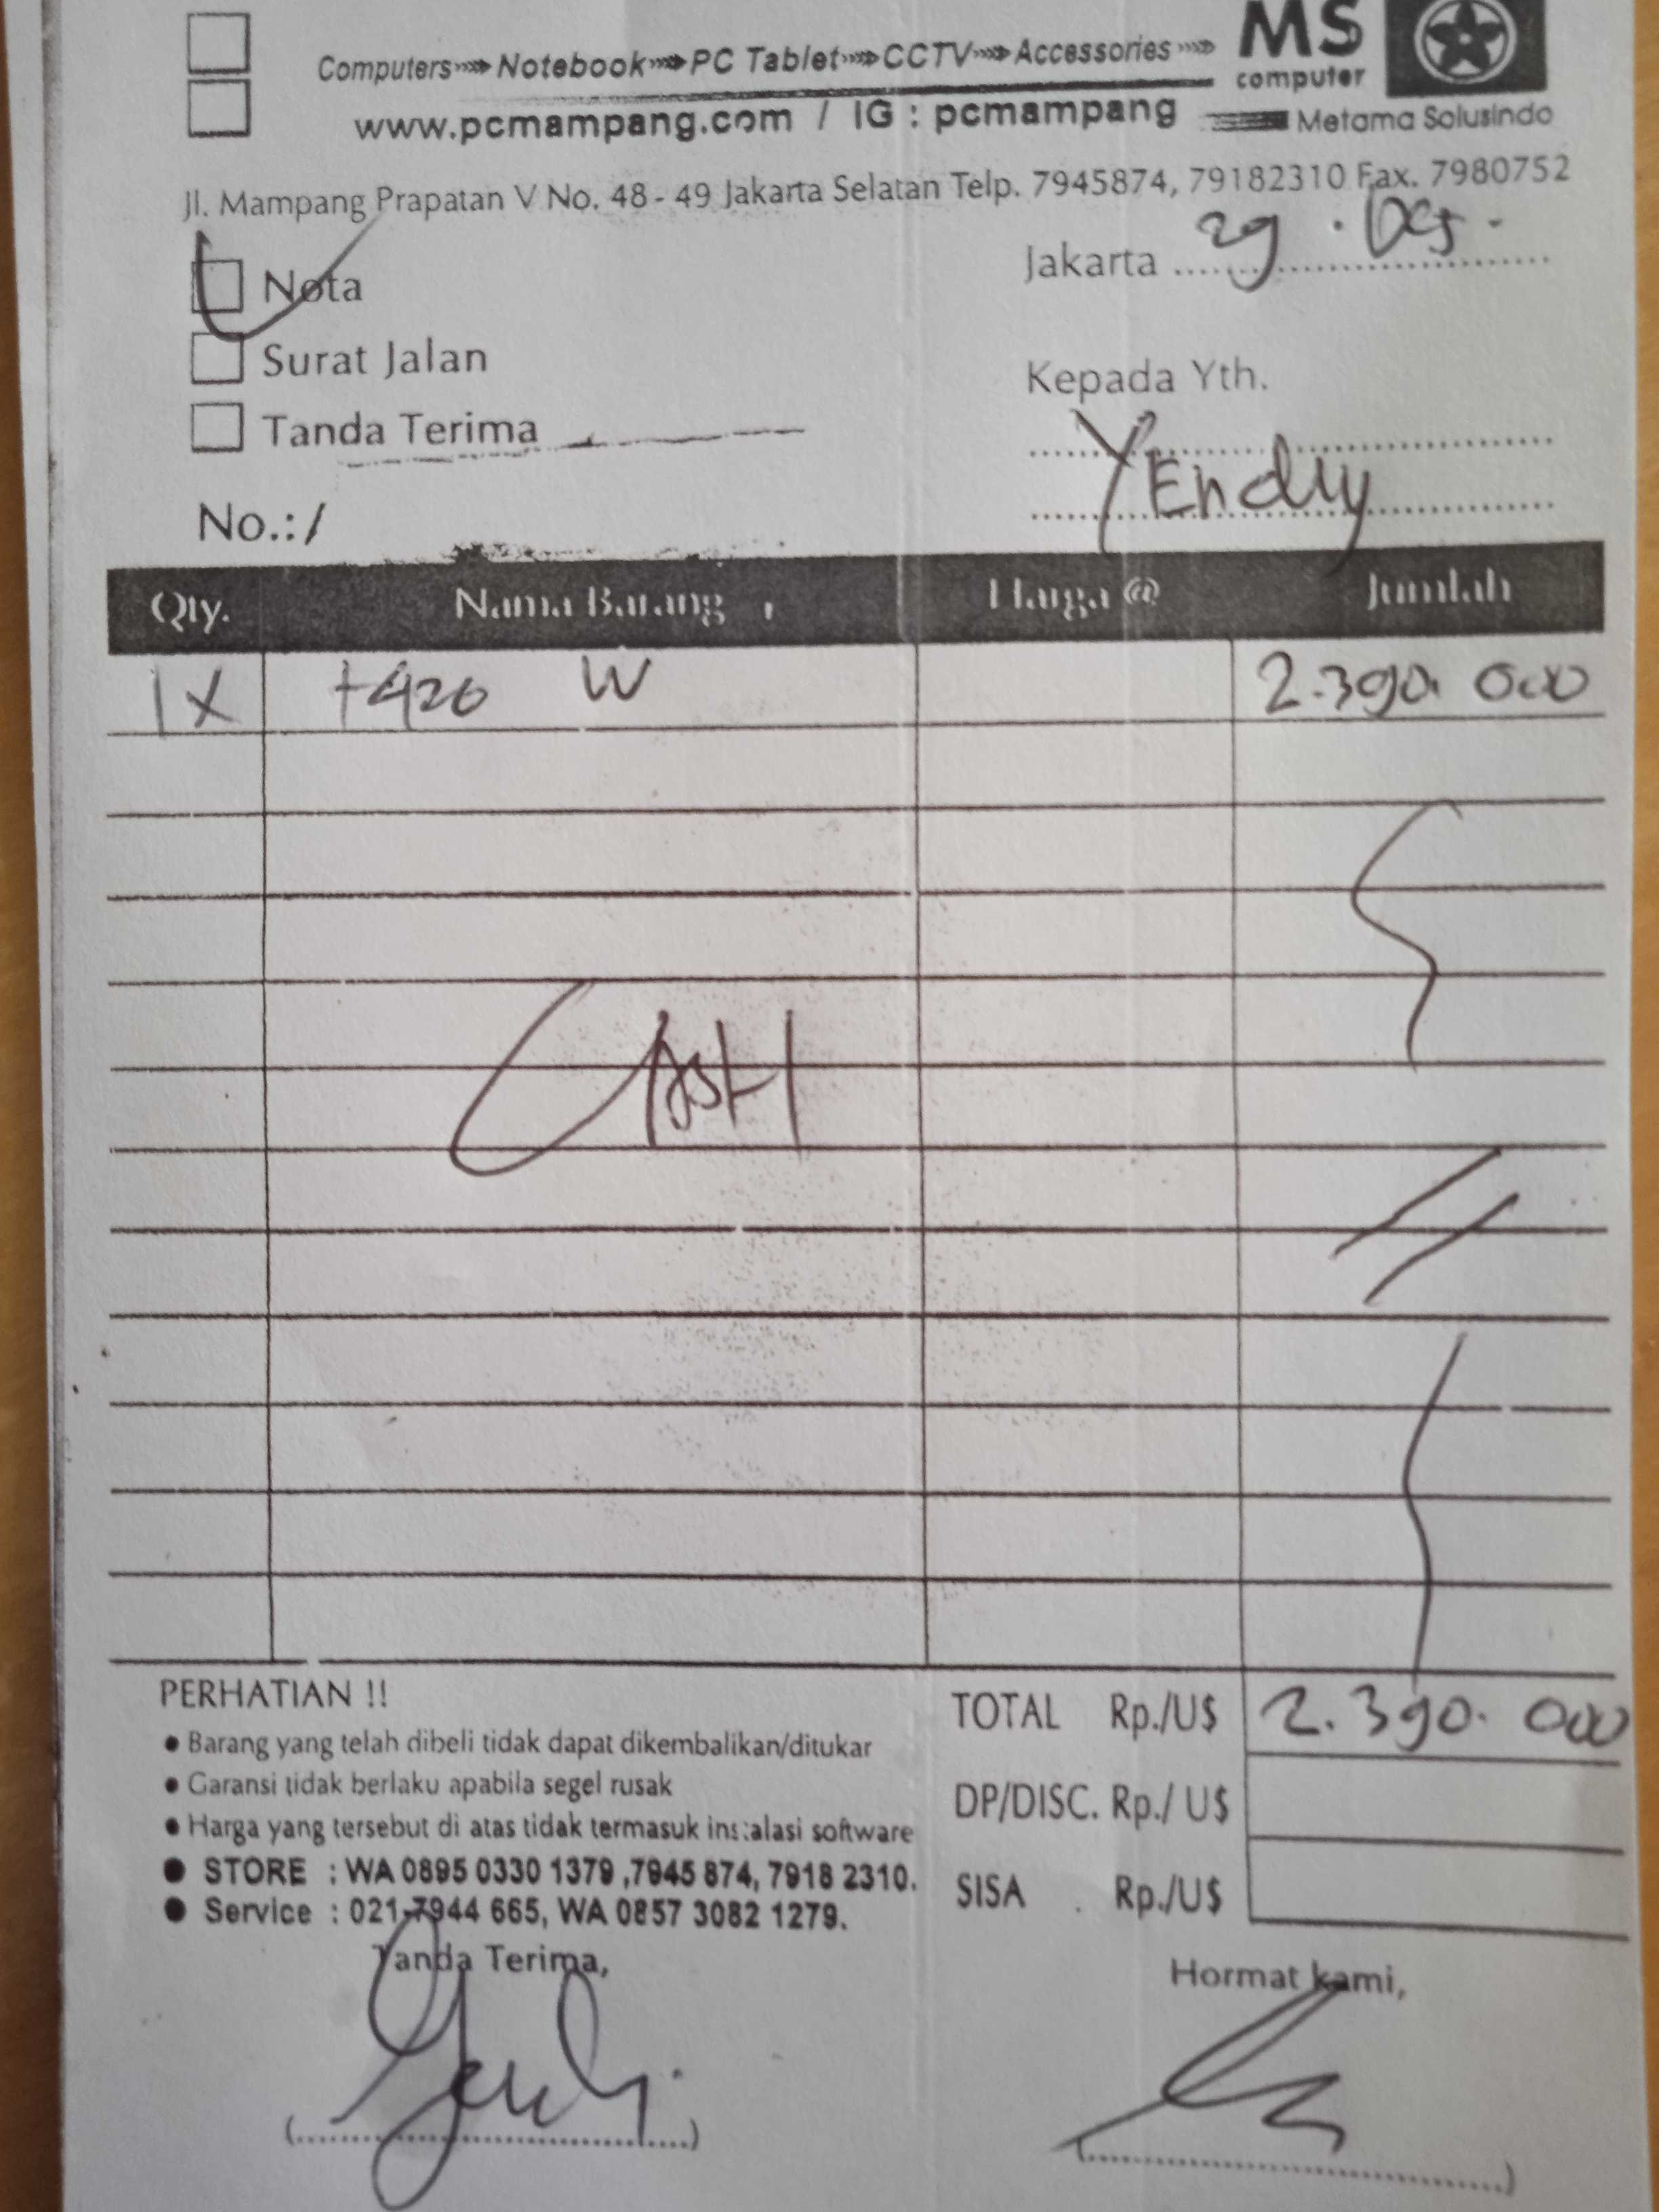 Computers Notebook PC Tablet CCTV Accessories
MS
computer
www.pcmampang.com / IG : pcmampang
Metama Solusindo
Jl. Mampang Prapatan V No. 48 - 49 Jakarta Selatan Telp. 7945874, 79182310 Fax. 7980752
Jakarta 29 .
Nota
Surat Jalan
Tanda Terima
Kepada Yth.
YEndly
No.:/
Qty. Nama Barang Harga @ Jumlah
1X t420 W 2.390.000
CASH
PERHATIAN !!
• Barang yang telah dibeli tidak dapat dikembalikan/ditukar
• Garansi tidak berlaku apabila segel rusak
• Harga yang tersebut di atas tidak termasuk instalasi software
• STORE : WA 0895 0330 1379 ,7945 874, 7918 2310.
• Service : 021-7944 665, WA 0857 3082 1279.
TOTAL Rp./U$ 2.390.000
DP/DISC. Rp./ U$
SISA Rp./U$
Tanda Terima,
Hormat kami,